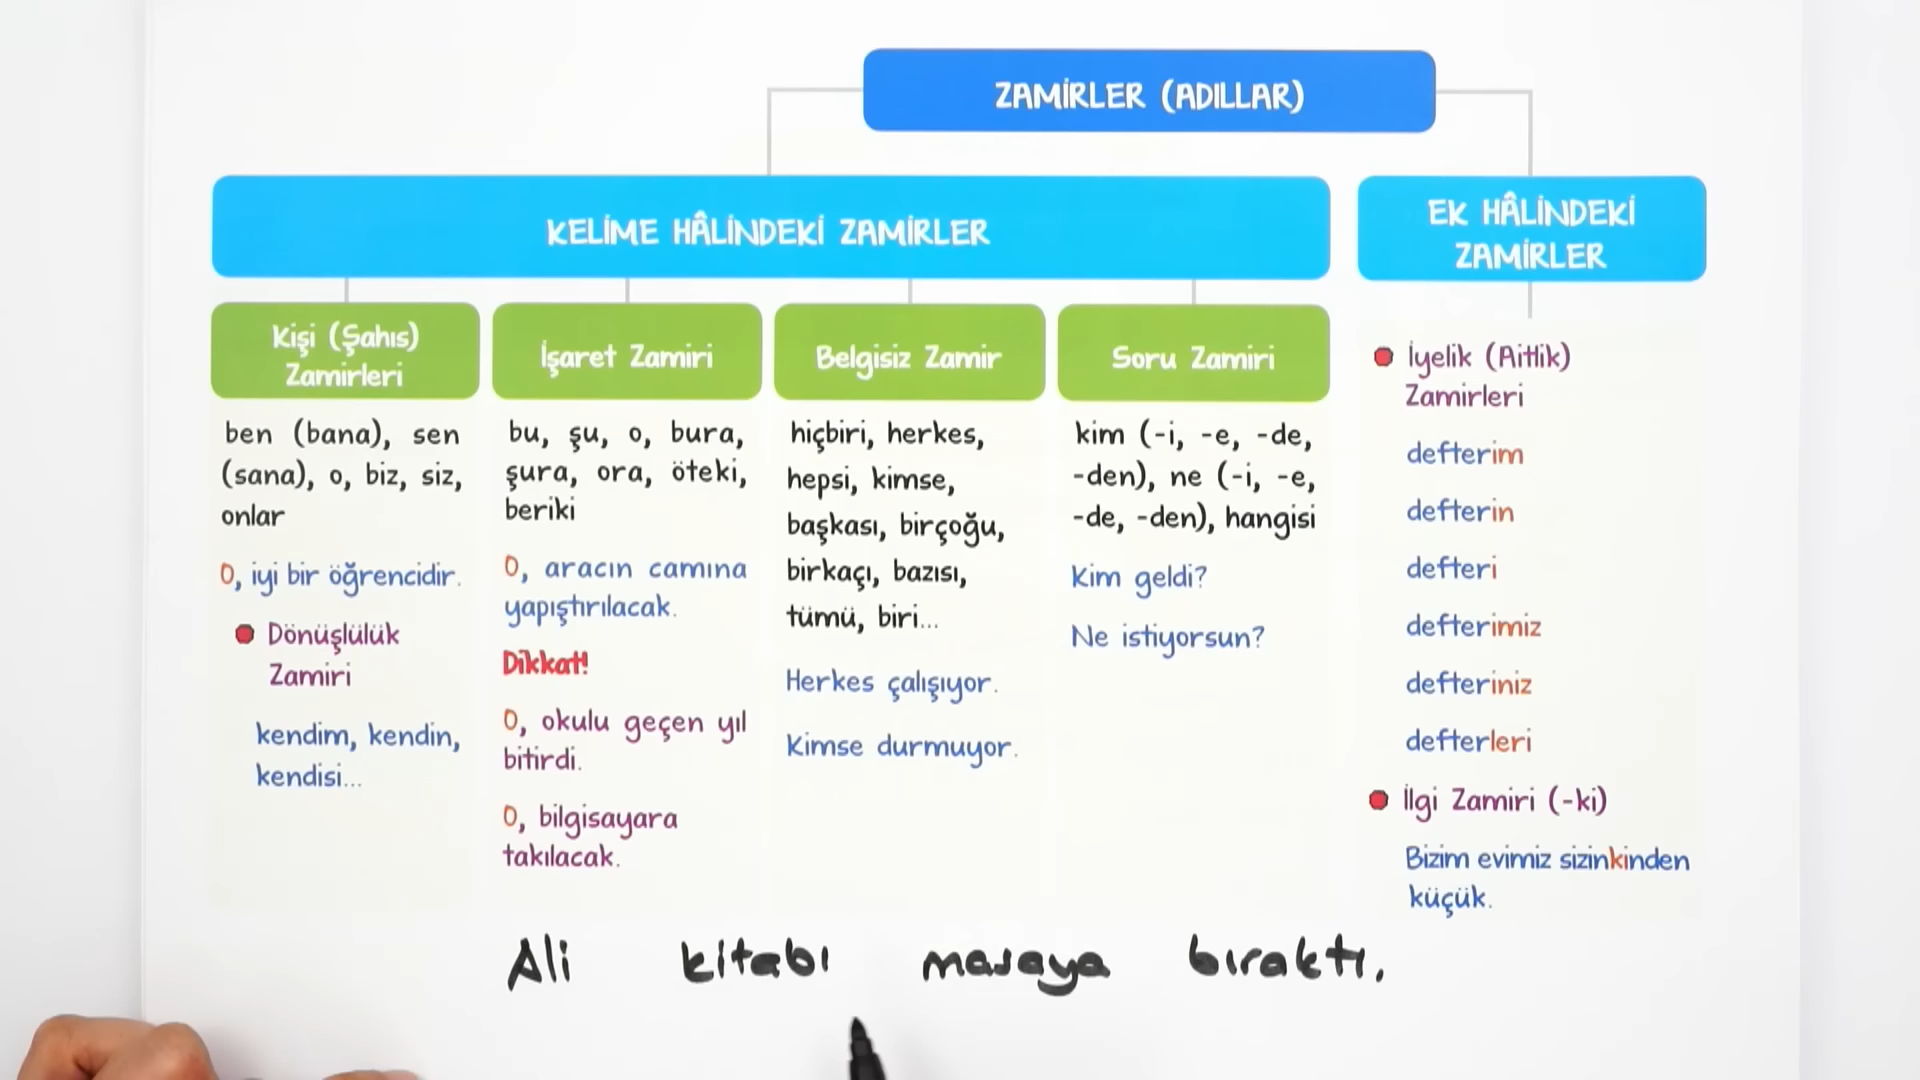 ZAMİRLER (ADILLAR)
KELİME HÂLİNDEKİ ZAMİRLER
EK HÂLİNDEKİ
ZAMİRLER
Kişi (Şahıs)
Zamirleri
ben (bana), sen
(sana), o, biz, siz,
onlar
O, iyi bir öğrencidir.
Dönüşlülük
Zamiri
kendim, kendin,
kendisi...
İşaret Zamiri
bu, şu, o, bura,
şura, ora, öteki,
beriki
O, aracın camına
yapıştırılacak.
Dikkat!
O, okulu geçen yıl
bitirdi.
O, bilgisayara
takılacak.
Belgisiz Zamir
hiçbiri, herkes,
hepsi, kimse,
başkası, birçoğu,
birkaçı, bazısı,
tümü, biri...
Herkes çalışıyor.
Kimse durmuyor.
Soru Zamiri
kim (-i, -e, -de,
-den), ne (-i, -e,
-de, -den), hangisi
Kim geldi?
Ne istiyorsun?
İyelik (Aitlik)
Zamirleri
defterim
defterin
defteri
defterimiz
defteriniz
defterleri
İlgi Zamiri (-ki)
Bizim evimiz sizinkinden
küçük.
Ali kitabı masaya bıraktı.